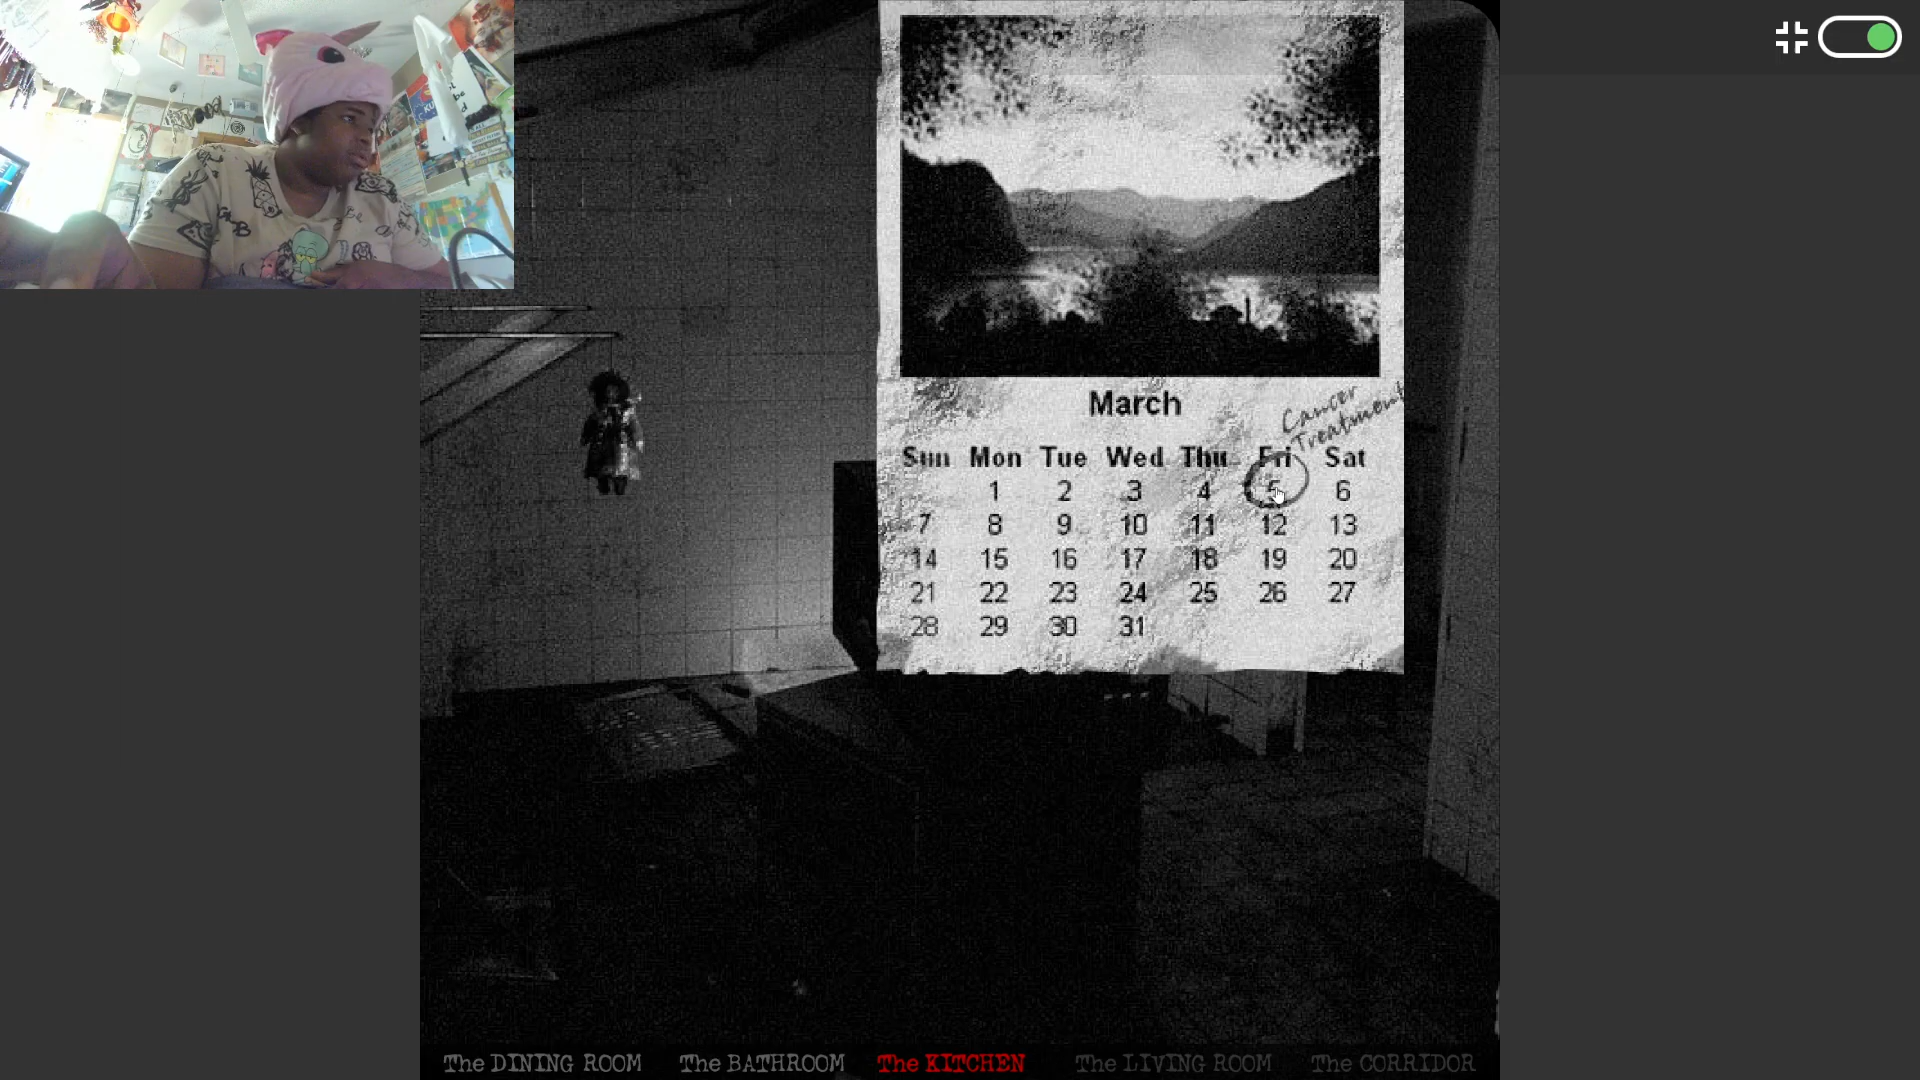 March
Cancer
Treatment
Sun Mon Tue Wed Thu Fri Sat
1 2 3 4 5 6
7 8 9 10 11 12 13
14 15 16 17 18 19 20
21 22 23 24 25 26 27
28 29 30 31
The DINING ROOM The BATHROOM The KITCHEN The LIVING ROOM The CORRIDOR